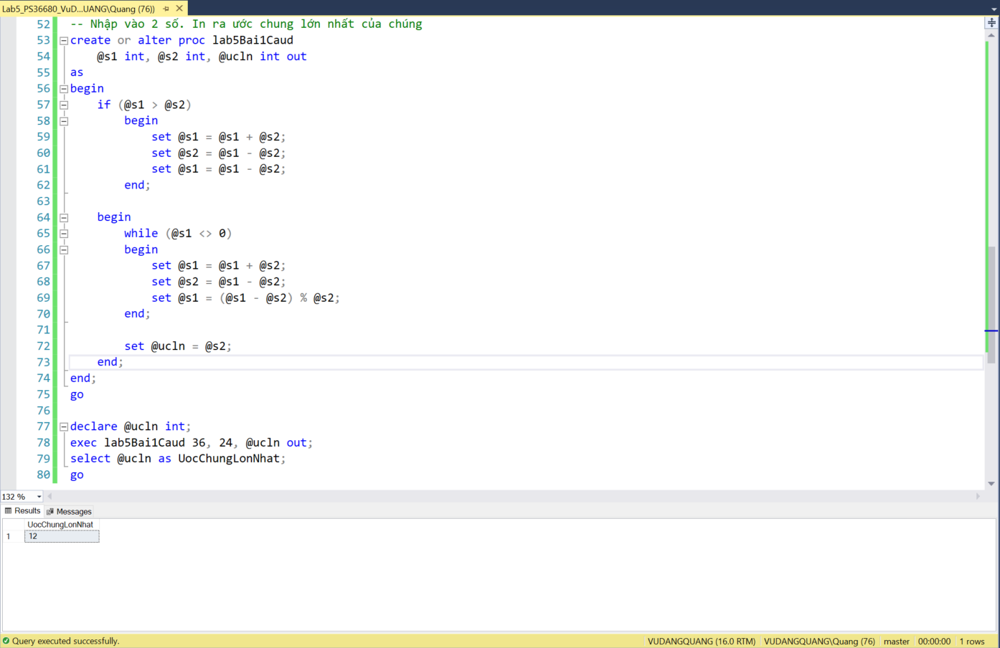 Lab5_PS36680_VuD...UANG\Quang (76))
52 -- Nhập vào 2 số. In ra ước chung lớn nhất của chúng
53 create or alter proc lab5Bai1Caud
54 @s1 int, @s2 int, @ucln int out
55 as
56 begin
57 if (@s1 > @s2)
58 begin
59 set @s1 = @s1 + @s2;
60 set @s2 = @s1 - @s2;
61 set @s1 = @s1 - @s2;
62 end;
63
64 begin
65 while (@s1 <> 0)
66 begin
67 set @s1 = @s1 + @s2;
68 set @s2 = @s1 - @s2;
69 set @s1 = (@s1 - @s2) % @s2;
70 end;
71
72 set @ucln = @s2;
73 end;
74 end;
75 go
76
77 declare @ucln int;
78 exec lab5Bai1Caud 36, 24, @ucln out;
79 select @ucln as UocChungLonNhat;
80 go
132 %
Results Messages
UocChungLonNhat
1 12
Query executed successfully. VUDANGQUANG (16.0 RTM) VUDANGQUANG\Quang (76) master 00:00:00 1 rows